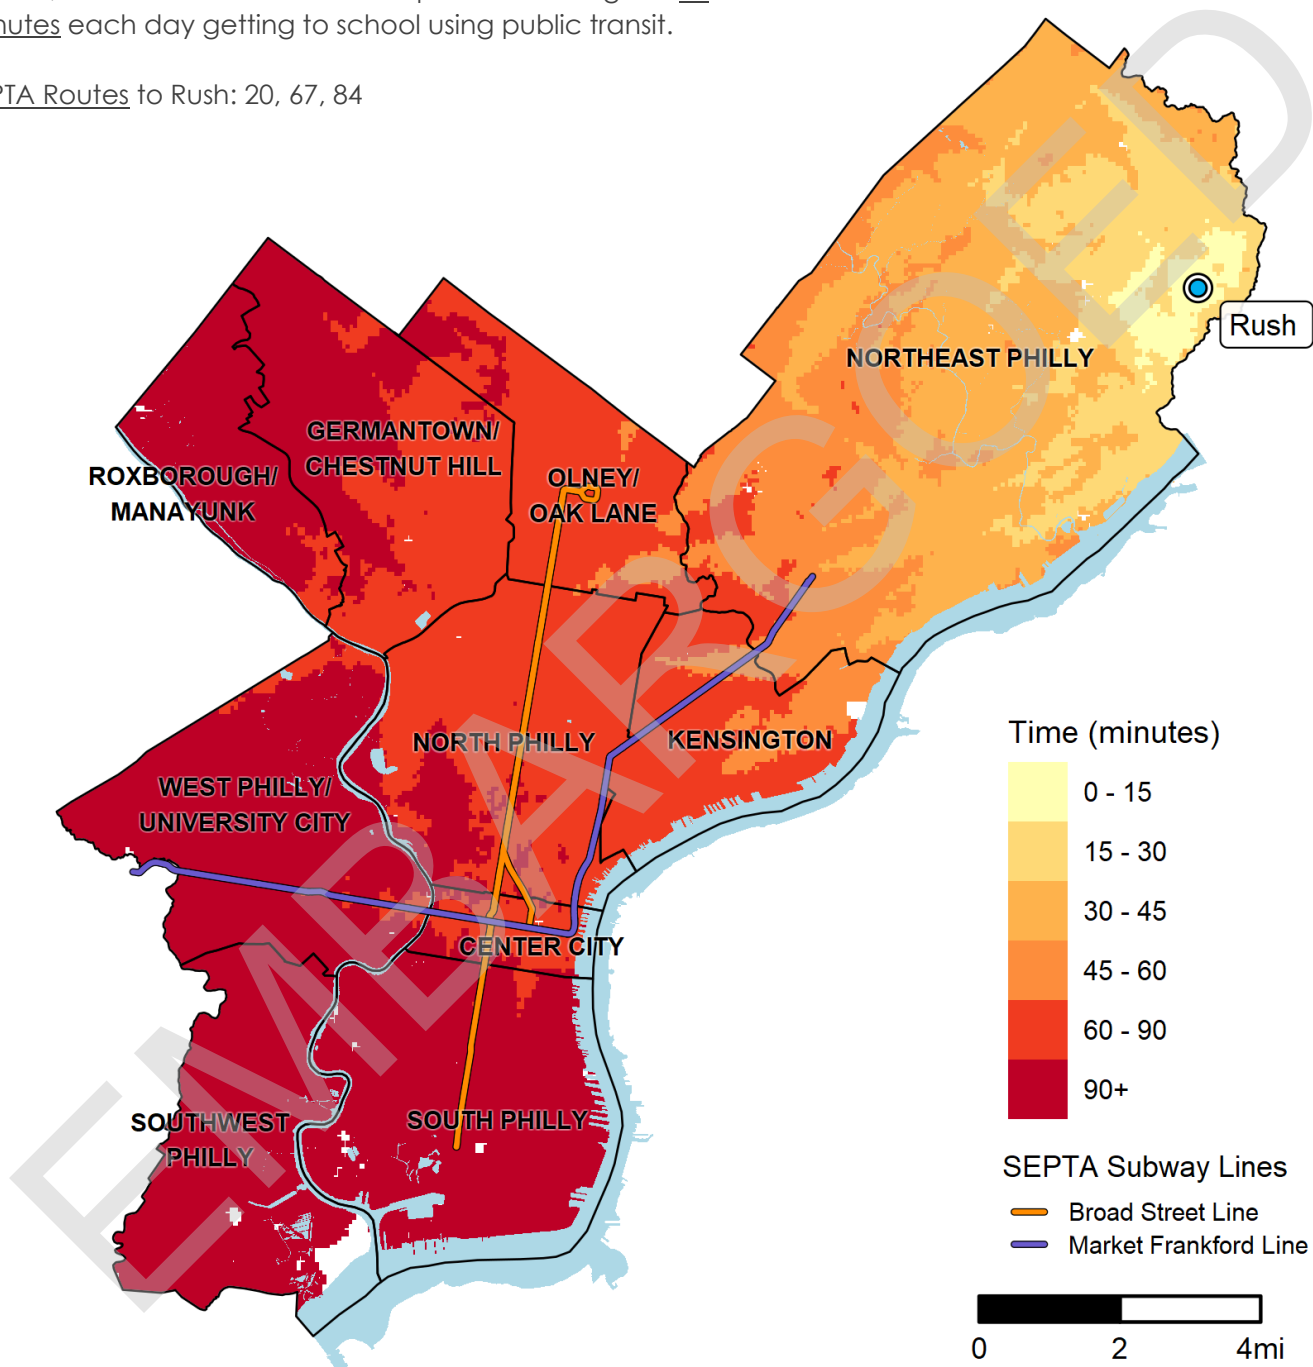 each day getting to school using public transit.
Routes to Rush: 20, 67, 84
Rush
NORTHEAST PHILLY
GERMANTOWN/
CHESTNUT HILL
ROXBOROUGH/
MANAYUNK
OLNEY/
OAK LANE
NORTH PHILLY
KENSINGTON
WEST PHILLY/
UNIVERSITY CITY
CENTER CITY
SOUTHWEST
PHILLY
SOUTH PHILLY
Time (minutes)
0 - 15
15 - 30
30 - 45
45 - 60
60 - 90
90+
SEPTA Subway Lines
Broad Street Line
Market Frankford Line
0 2 4mi
EMBARGOED